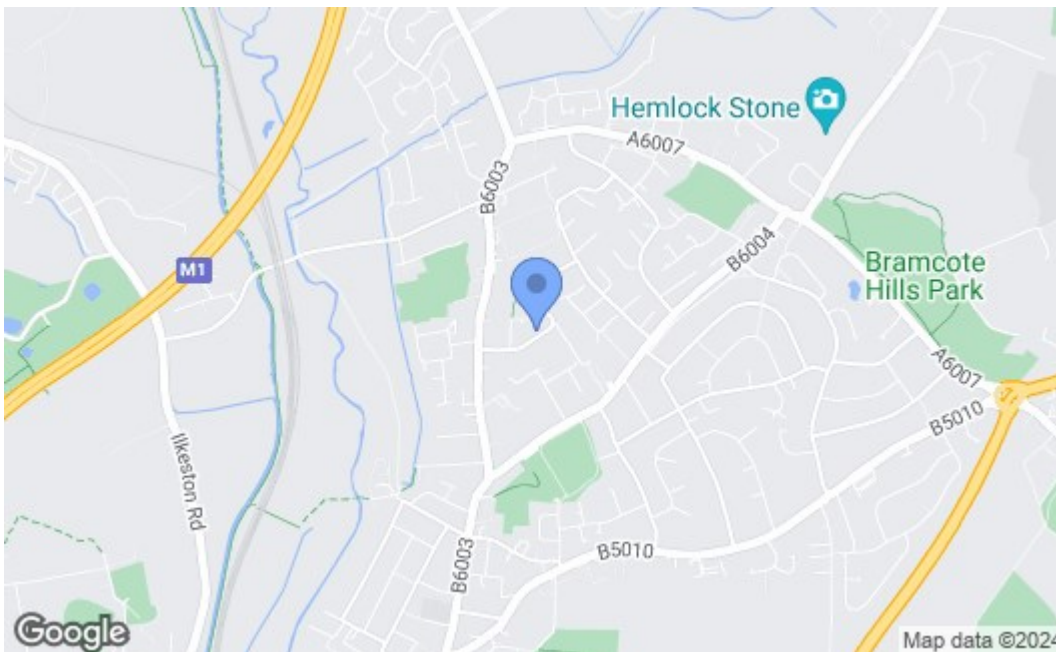 Hemlock Stone
A6007
B6003
B6004
M1
Bramcote
Hills Park
A6007
B5010
Ilkeston Rd
B6003
B5010
Google
Map data ©2024